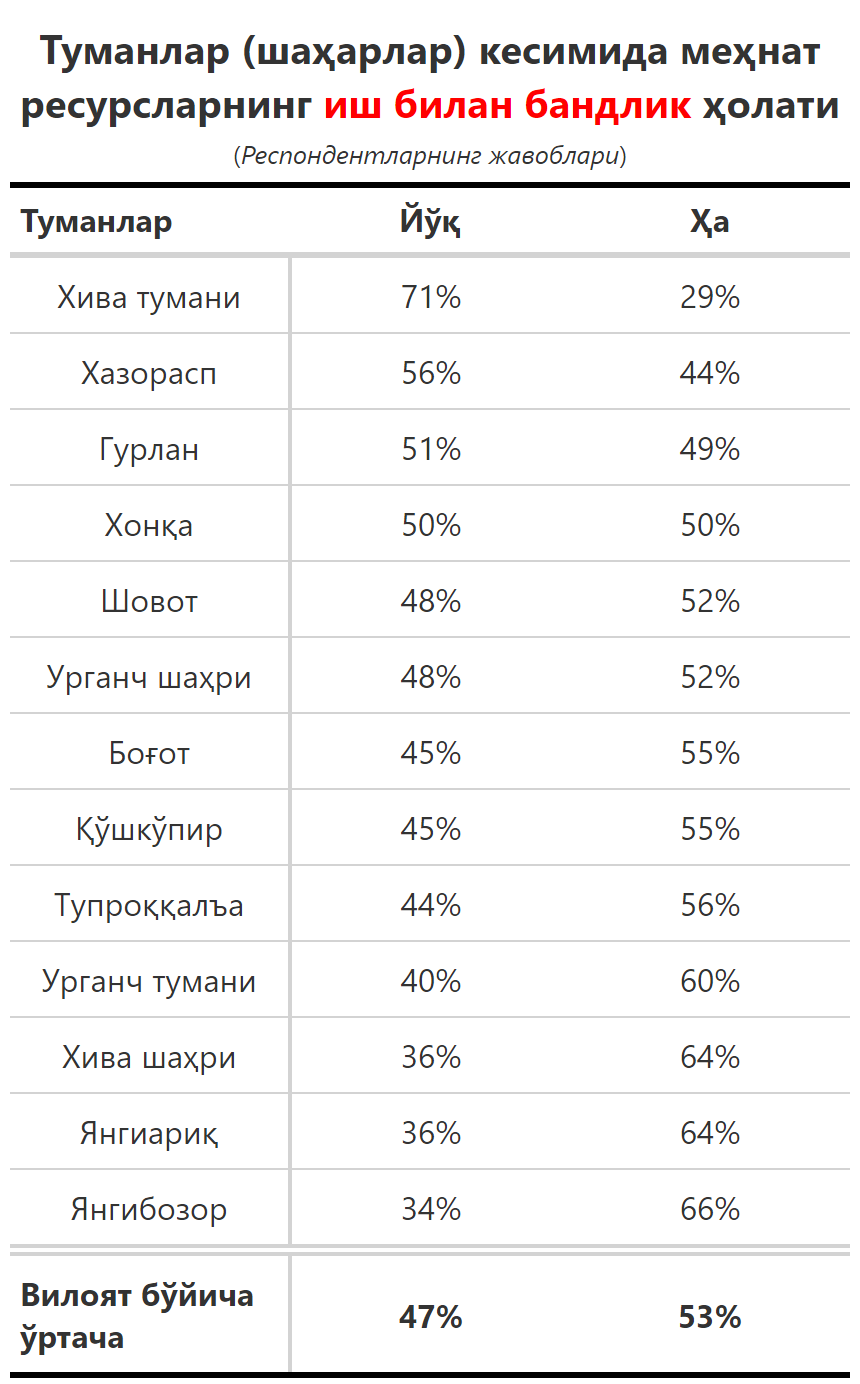 Туманлар (шаҳарлар) кесимида меҳнат
ресурсларнинг иш билан бандлик ҳолати
(Респондентларнинг жавоблари)
Туманлар Йўқ Ҳа
Хива тумани 71% 29%
Хазорасп 56% 44%
Гурлан 51% 49%
Хонқа 50% 50%
Шовот 48% 52%
Урганч шаҳри 48% 52%
Боғот 45% 55%
Қўшкўпир 45% 55%
Тупроққалъа 44% 56%
Урганч тумани 40% 60%
Хива шаҳри 36% 64%
Янгиариқ 36% 64%
Янгибозор 34% 66%
Вилоят бўйича
ўртача 47% 53%